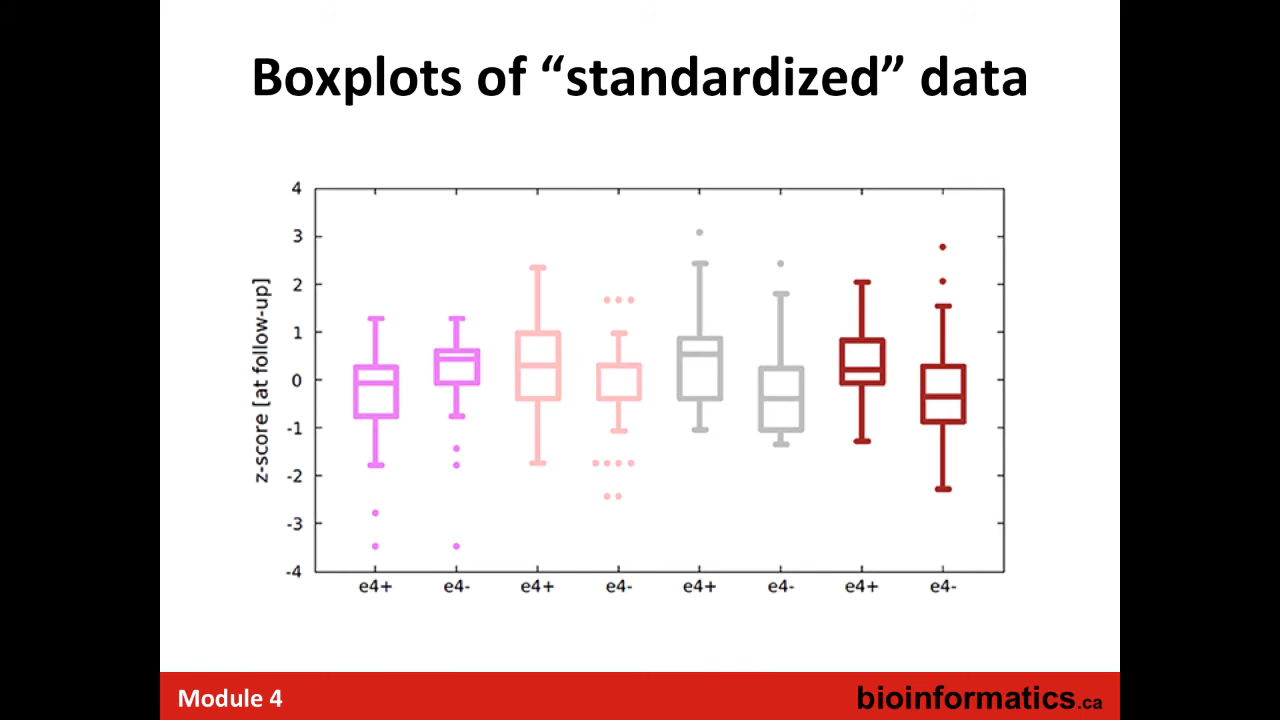 Boxplots of “standardized” data
4
3
2
1
0
-1
-2
-3
-4
z-score [at follow-up]
e4+ e4- e4+ e4- e4+ e4- e4+ e4-
Module 4
bioinformatics.ca